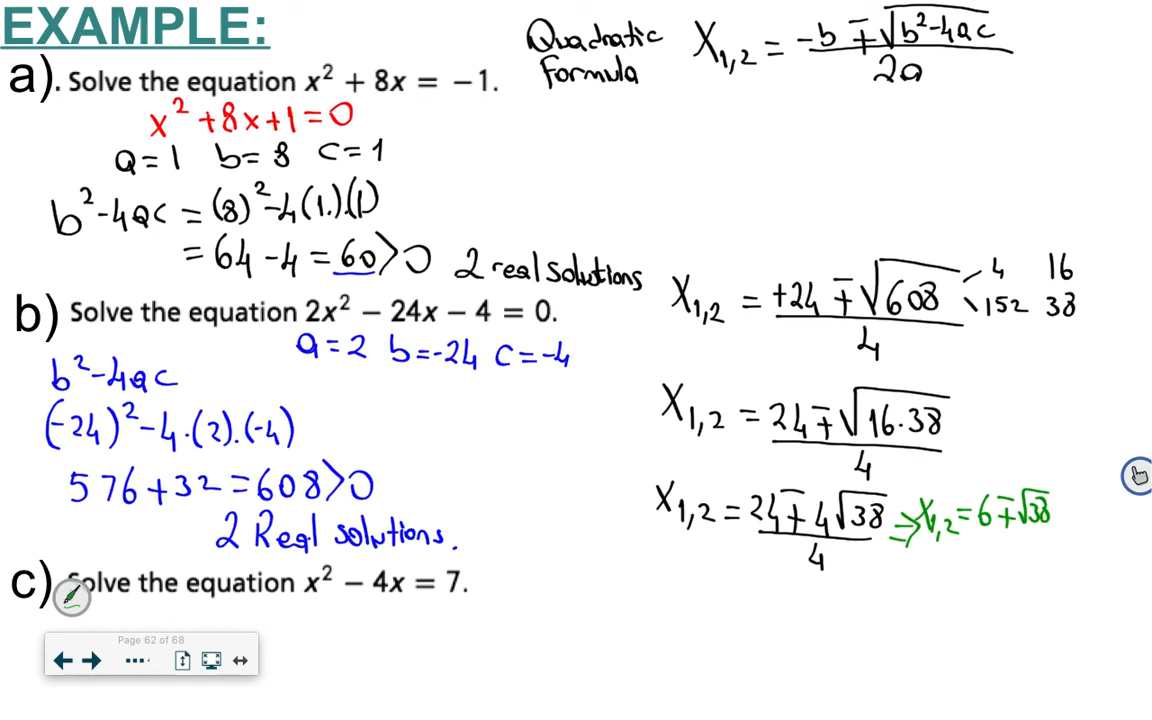 EXAMPLE:
Quadratic Formula X₁,₂ = (-b ∓ √(b²-4ac)) / 2a
a). Solve the equation x² + 8x = −1.
x² + 8x + 1 = 0
a = 1 b = 8 c = 1
b² - 4ac = (8)² - 4(1).(1)
= 64 - 4 = 60 > 0 2 real solutions
b) Solve the equation 2x² − 24x − 4 = 0.
a = 2 b = -24 c = -4
b² - 4ac
(-24)² - 4.(2).(-4)
576 + 32 = 608 > 0
2 Real solutions.
X₁,₂ = (+24 ∓ √608) / 4
4 16
152 38
X₁,₂ = (24 ∓ √16.38) / 4
X₁,₂ = (24 ∓ 4√38) / 4 ⇒ X₁,₂ = 6 ∓ √38
c) Solve the equation x² − 4x = 7.
Page 62 of 68